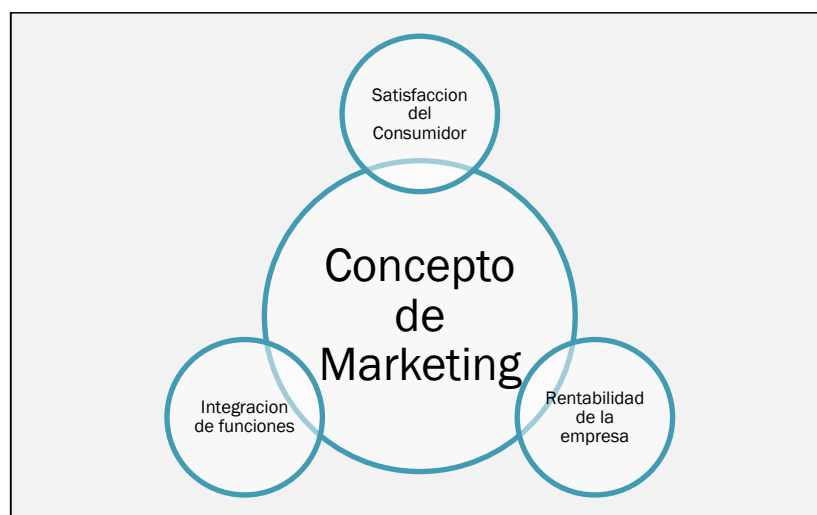 Satisfaccion
del
Consumidor
Concepto
de
Marketing
Integracion
de funciones
Rentabilidad
de la
empresa